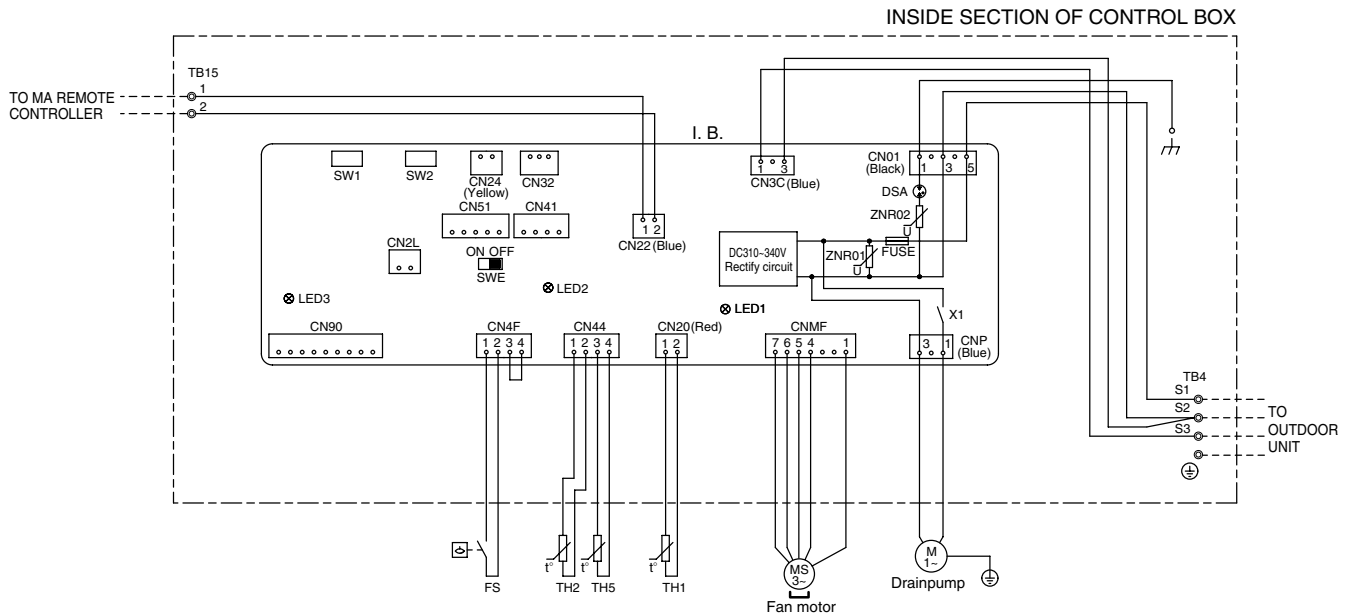 INSIDE SECTION OF CONTROL BOX
TB15
1
2
TO MA REMOTE
CONTROLLER
I. B.
SW1
SW2
CN24
(Yellow)
CN32
CN51
CN41
CN2L
ON OFF
SWE
1 2
CN22 (Blue)
1 3
CN3C (Blue)
CN01
(Black)
1 3 5
DSA
ZNR02
U
ZNR01
U
FUSE
DC310~340V
Rectify circuit
LED3
LED2
LED1
X1
CN90
CN4F
1 2 3 4
CN44
1 2 3 4
CN20 (Red)
1 2
CNMF
7 6 5 4 1
3 1
CNP
(Blue)
TB4
S1
S2
S3
TO
OUTDOOR
UNIT
FS
t°
TH2
t°
TH5
t°
TH1
MS
3~
Fan motor
M
1~
Drainpump